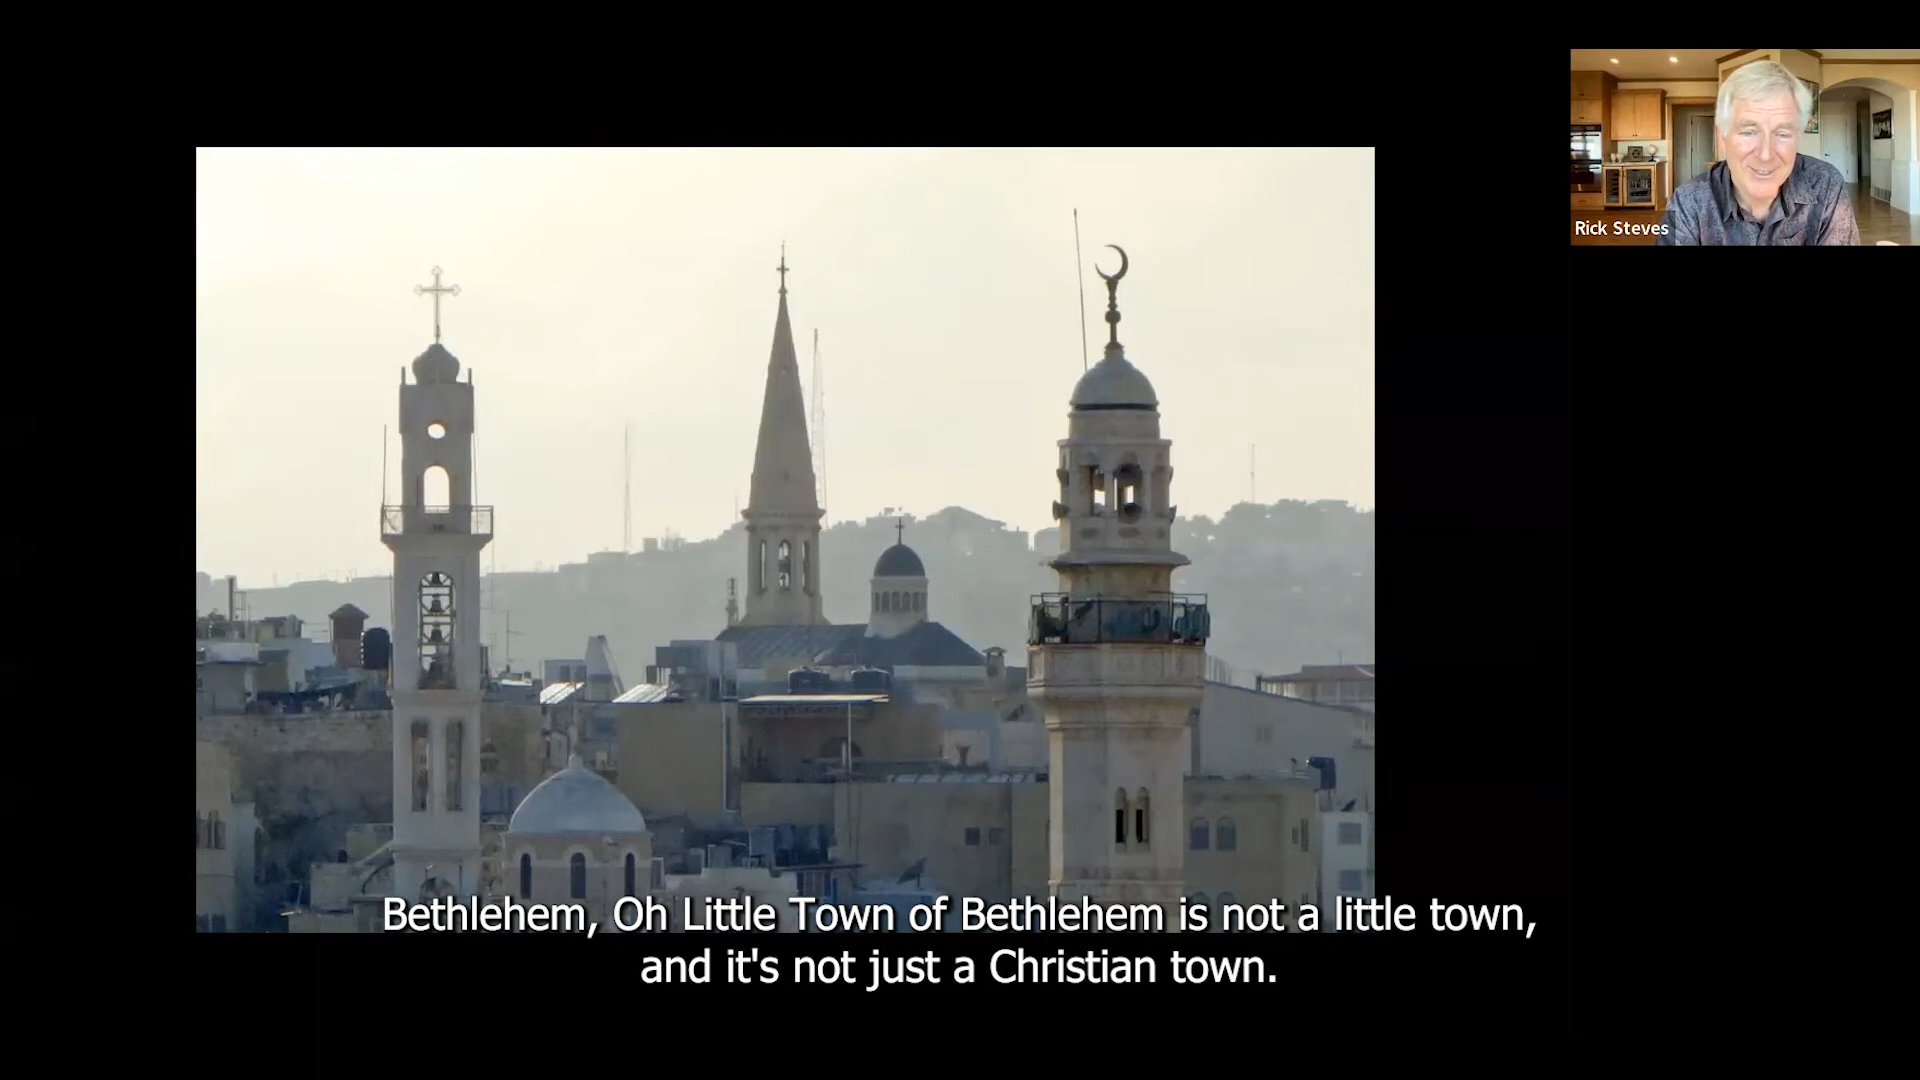 Rick Steves
Bethlehem, Oh Little Town of Bethlehem is not a little town,
and it's not just a Christian town.